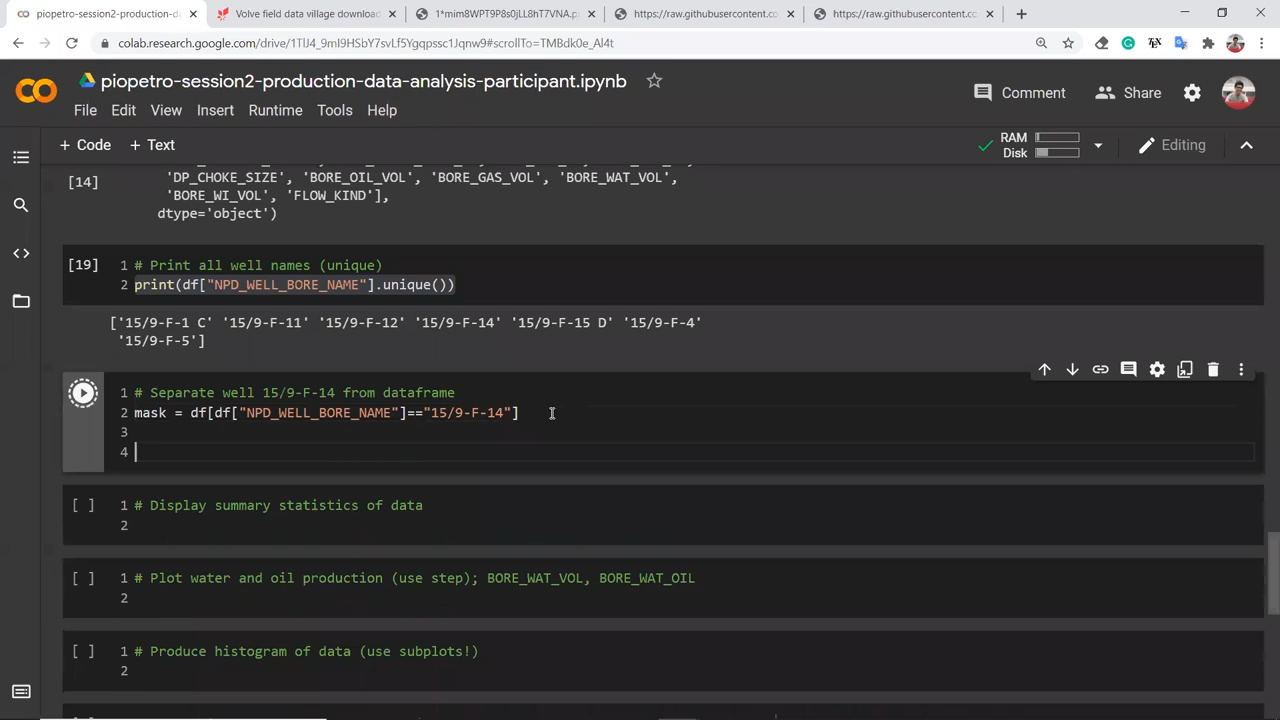 piopetro-session2-production-d
Volve field data village download
1*mim8WPT9P8s0jLL8hT7VNA.p
https://raw.githubusercontent.co
https://raw.githubusercontent.cc
colab.research.google.com/drive/1TlJ4_9mI9HSbY7svLf5Ygqpssc1Jqnw9#scrollTo=TMBdk0e_Al4t
CO
piopetro-session2-production-data-analysis-participant.ipynb
Comment
Share
File Edit View Insert Runtime Tools Help
+ Code + Text
RAM
Disk
Editing
[14]
'DP_CHOKE_SIZE', 'BORE_OIL_VOL', 'BORE_GAS_VOL', 'BORE_WAT_VOL',
'BORE_WI_VOL', 'FLOW_KIND'],
dtype='object')
[19]
1 # Print all well names (unique)
2 print(df["NPD_WELL_BORE_NAME"].unique())
['15/9-F-1 C' '15/9-F-11' '15/9-F-12' '15/9-F-14' '15/9-F-15 D' '15/9-F-4'
'15/9-F-5']
1 # Separate well 15/9-F-14 from dataframe
2 mask = df[df["NPD_WELL_BORE_NAME"]=="15/9-F-14"]
3
4
[ ] 1 # Display summary statistics of data
2
[ ] 1 # Plot water and oil production (use step); BORE_WAT_VOL, BORE_WAT_OIL
2
[ ] 1 # Produce histogram of data (use subplots!)
2